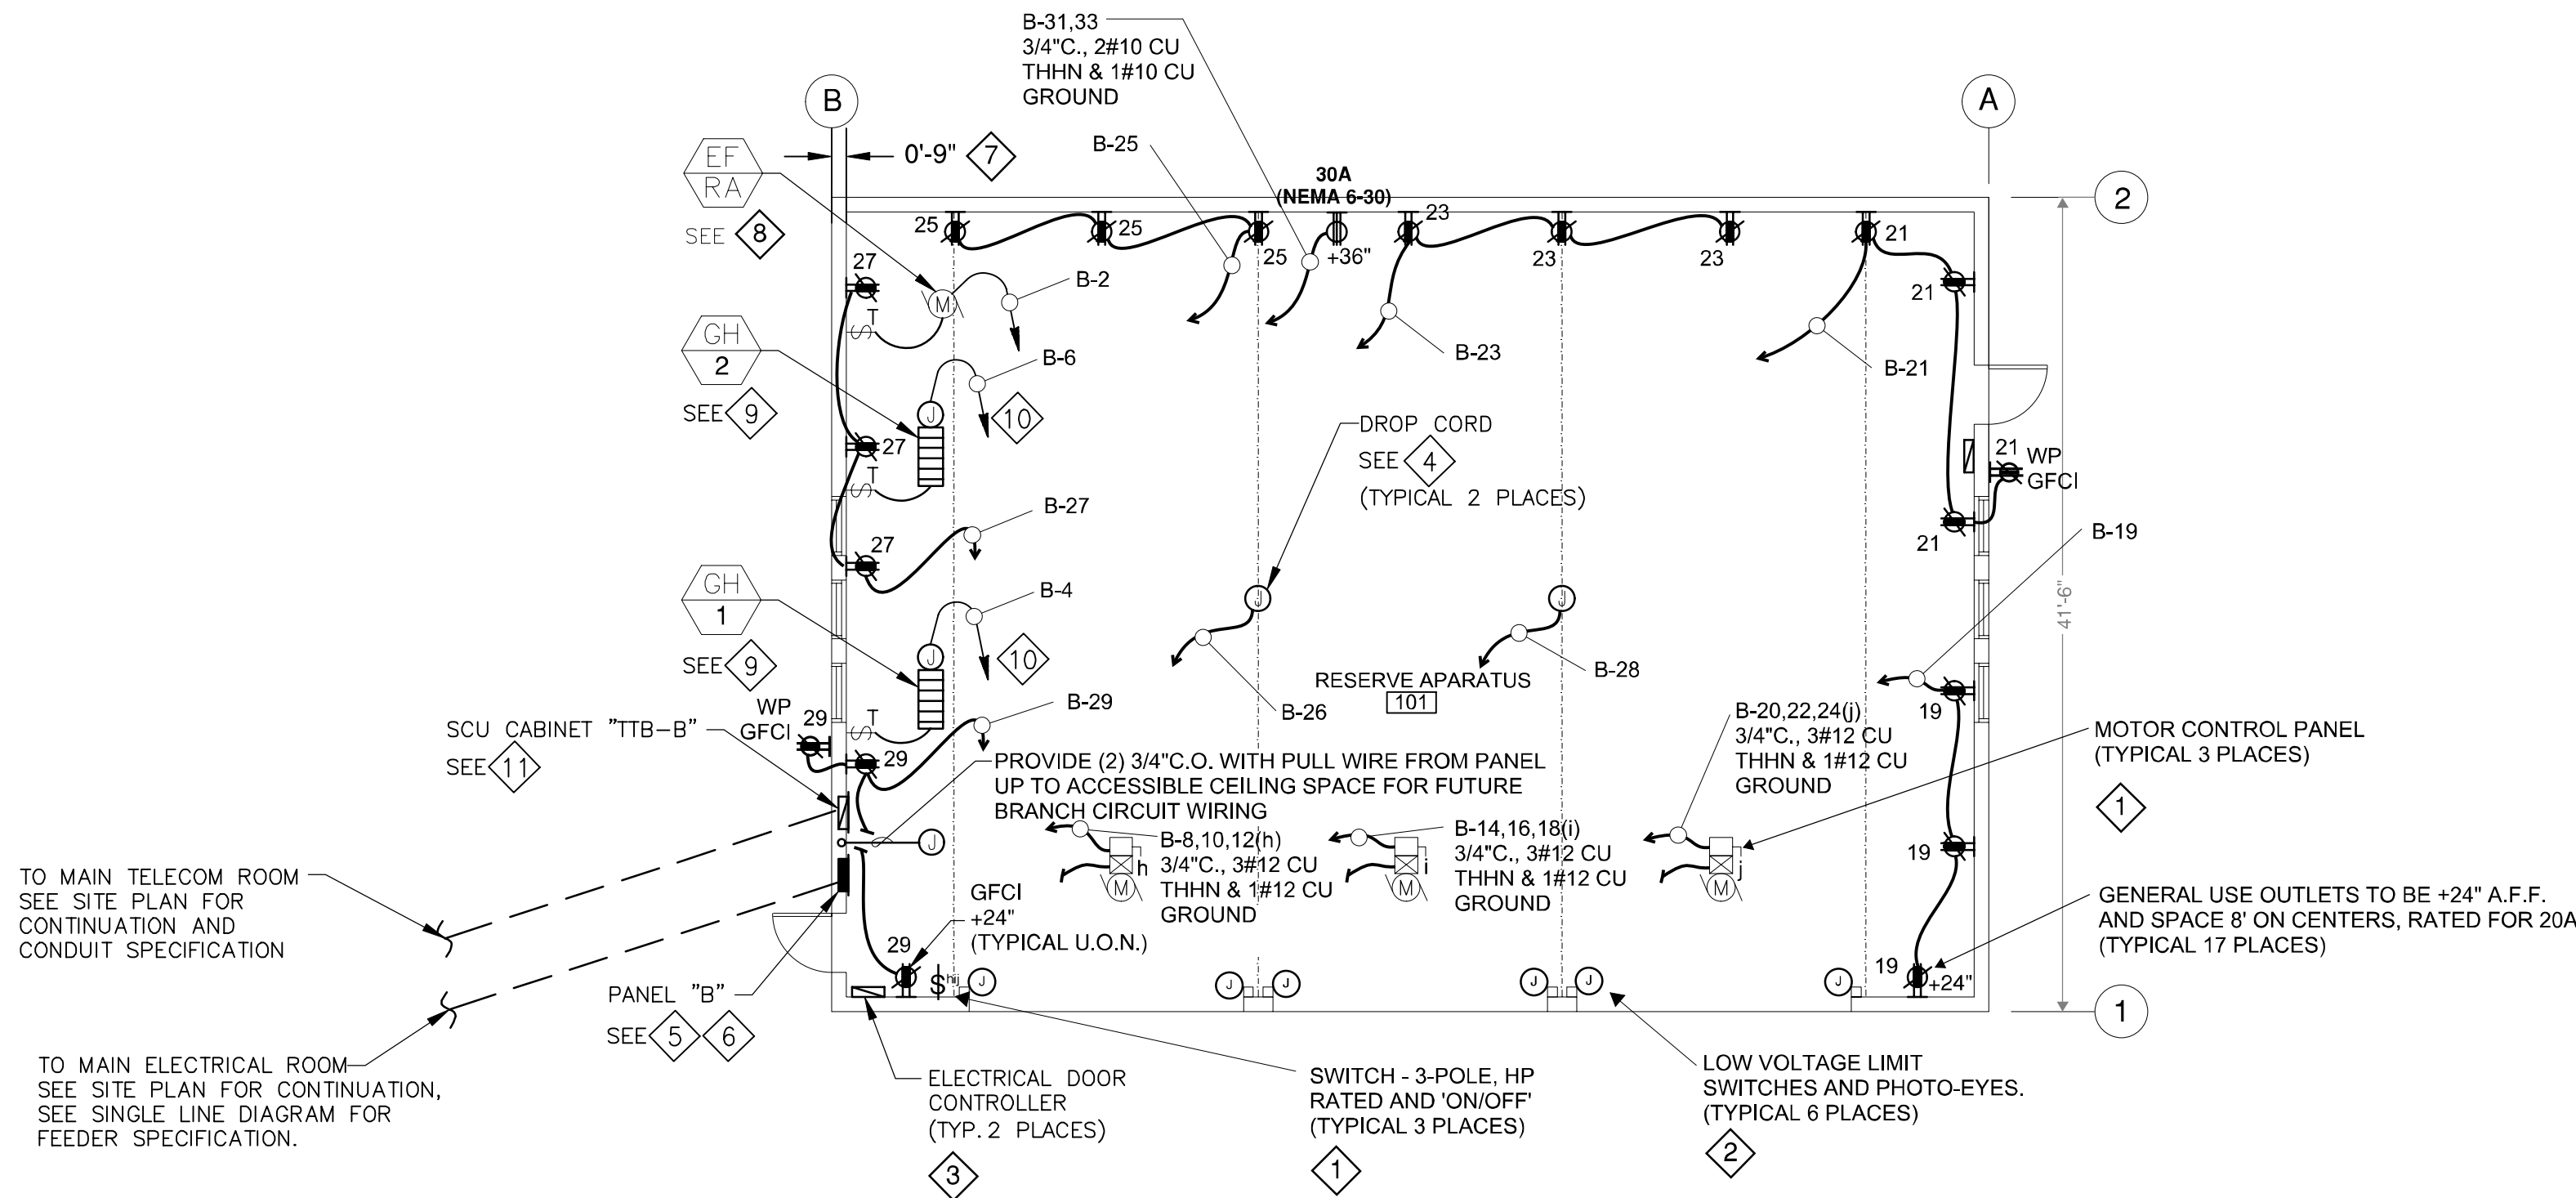 B-31,33
3/4"C., 2#10 CU
THHN & 1#10 CU
GROUND
B
A
EF
RA
0'-9"
7
B-25
30A
(NEMA 6-30)
2
SEE 8
25
25
25
+36"
23
23
23
21
27
M
B-2
21
T
S
GH
2
B-6
B-23
B-21
SEE 9
J
10
DROP CORD
SEE 4
(TYPICAL 2 PLACES)
27
21
WP
GFCI
T
S
B-27
27
21
B-19
41'-6"
GH
1
B-4
J
J
SEE 9
J
10
B-26
B-28
RESERVE APARATUS
101
19
WP
GFCI
29
T
S
B-29
SCU CABINET "TTB-B"
SEE 11
29
PROVIDE (2) 3/4"C.O. WITH PULL WIRE FROM PANEL
UP TO ACCESSIBLE CEILING SPACE FOR FUTURE
BRANCH CIRCUIT WIRING
B-20,22,24(j)
3/4"C., 3#12 CU
THHN & 1#12 CU
GROUND
MOTOR CONTROL PANEL
(TYPICAL 3 PLACES)
1
J
B-8,10,12(h)
3/4"C., 3#12 CU
THHN & 1#12 CU
GROUND
h
M
B-14,16,18(i)
3/4"C., 3#12 CU
THHN & 1#12 CU
GROUND
i
M
j
M
19
TO MAIN TELECOM ROOM
SEE SITE PLAN FOR
CONTINUATION AND
CONDUIT SPECIFICATION
GFCI
+24"
(TYPICAL U.O.N.)
GENERAL USE OUTLETS TO BE +24" A.F.F.
AND SPACE 8' ON CENTERS, RATED FOR 20A
(TYPICAL 17 PLACES)
29
$
J
J
J
J
J
J
19
+24"
PANEL "B"
SEE 5 6
1
TO MAIN ELECTRICAL ROOM
SEE SITE PLAN FOR CONTINUATION,
SEE SINGLE LINE DIAGRAM FOR
FEEDER SPECIFICATION.
ELECTRICAL DOOR
CONTROLLER
(TYP. 2 PLACES)
3
SWITCH - 3-POLE, HP
RATED AND 'ON/OFF'
(TYPICAL 3 PLACES)
1
LOW VOLTAGE LIMIT
SWITCHES AND PHOTO-EYES.
(TYPICAL 6 PLACES)
2